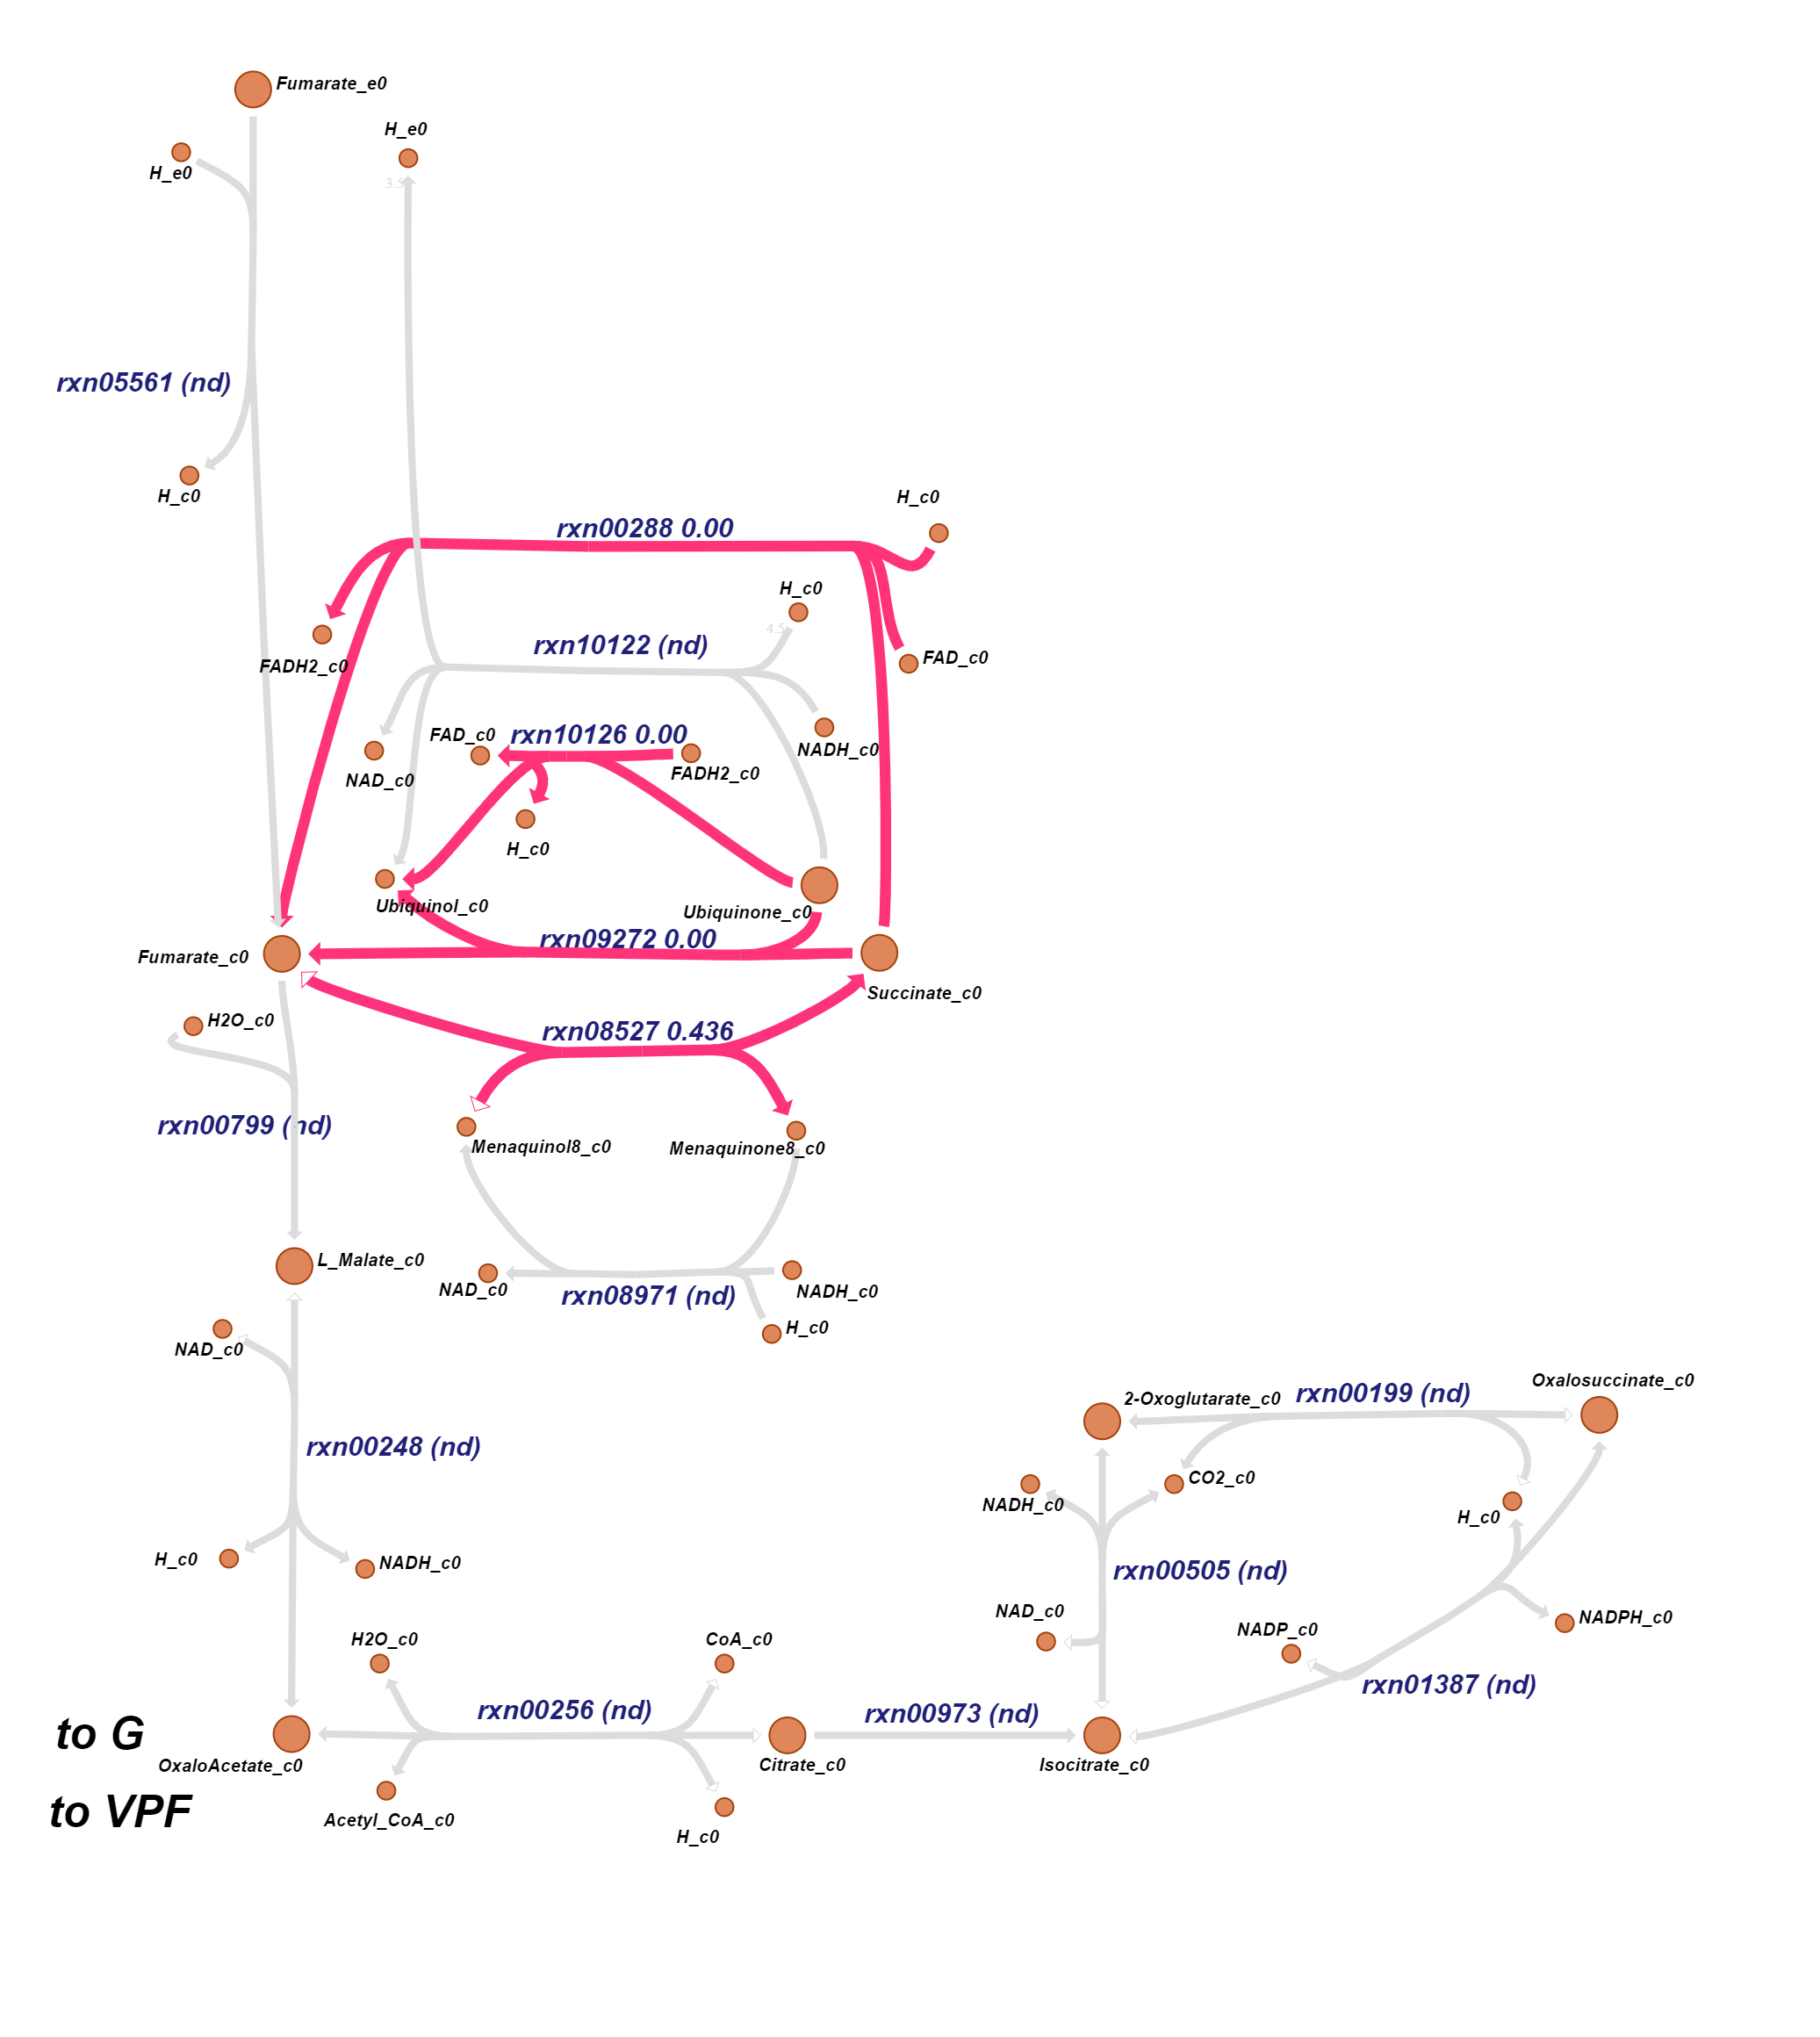 Fumarate_e0
H_e0
H_e0
3.5
rxn05561 (nd)
H_c0
H_c0
rxn00288 0.00
H_c0
4.5
rxn10122 (nd)
FADH2_c0
FAD_c0
FAD_c0
rxn10126 0.00
NADH_c0
NAD_c0
FADH2_c0
H_c0
Ubiquinol_c0
Ubiquinone_c0
rxn09272 0.00
Fumarate_c0
Succinate_c0
H2O_c0
rxn08527 0.436
rxn00799 (nd)
Menaquinol8_c0
Menaquinone8_c0
L_Malate_c0
NAD_c0
rxn08971 (nd)
NADH_c0
H_c0
NAD_c0
2-Oxoglutarate_c0
rxn00199 (nd)
Oxalosuccinate_c0
rxn00248 (nd)
NADH_c0
CO2_c0
H_c0
H_c0
NADH_c0
rxn00505 (nd)
NAD_c0
NADP_c0
NADPH_c0
H2O_c0
CoA_c0
rxn01387 (nd)
to G
rxn00256 (nd)
rxn00973 (nd)
OxaloAcetate_c0
Citrate_c0
Isocitrate_c0
to VPF
Acetyl_CoA_c0
H_c0